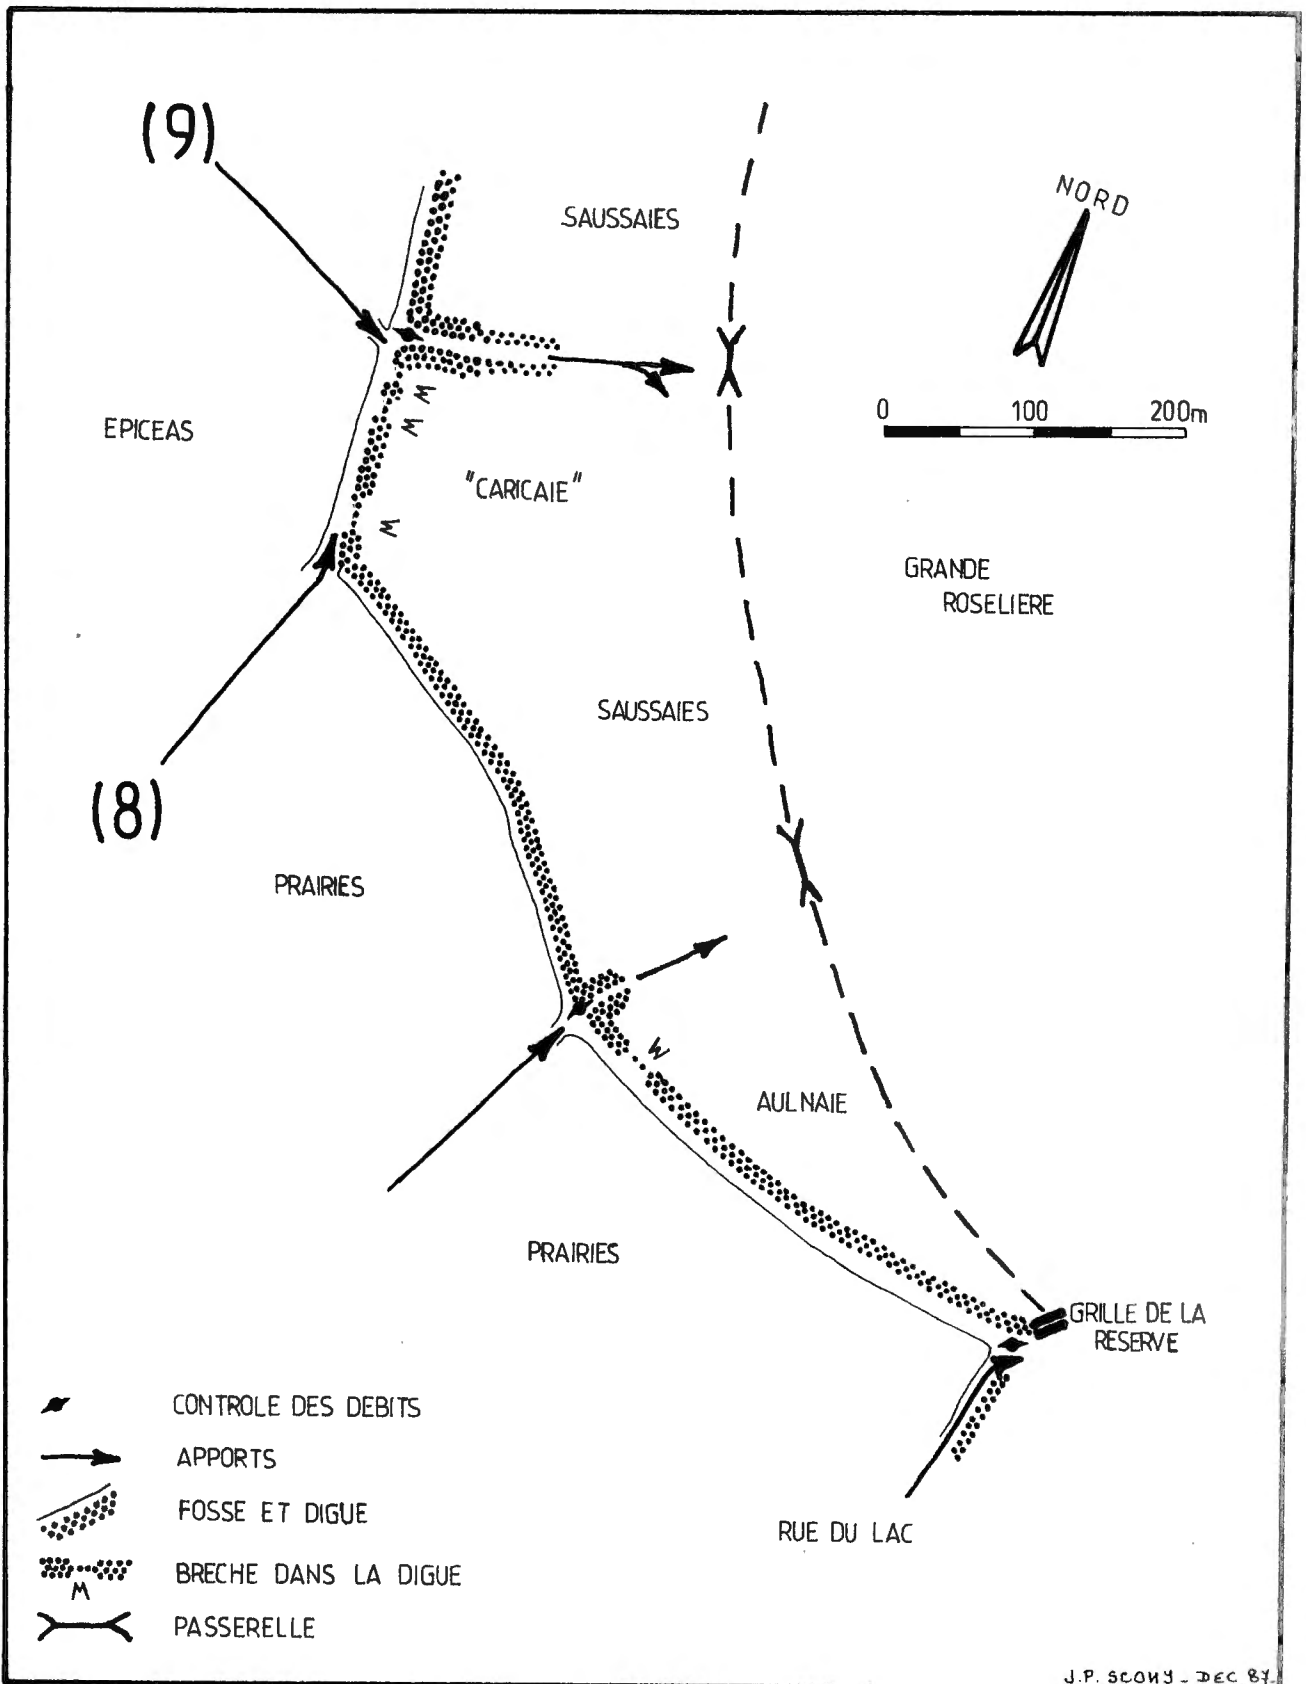 (9)
NORD
SAUSSAIES
0 100 200m
EPICEAS
W
W
"CARICAIE"
W
GRANDE
ROSELIERE
SAUSSAIES
(8)
PRAIRIES
W
AULNAIE
PRAIRIES
GRILLE DE LA
RESERVE
CONTROLE DES DEBITS
APPORTS
FOSSE ET DIGUE
RUE DU LAC
BRECHE DANS LA DIGUE
M
PASSERELLE
J.P. SCOHY - DEC 87